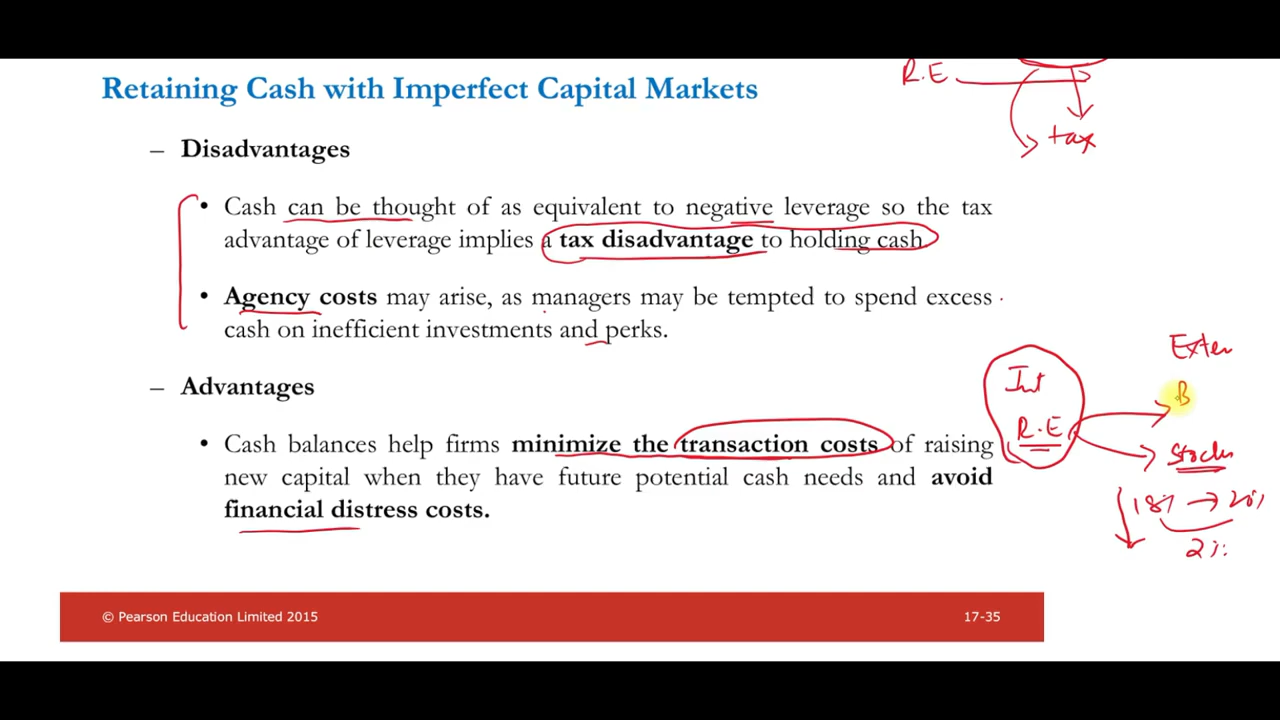 R.E
tax
Retaining Cash with Imperfect Capital Markets
– Disadvantages
• Cash can be thought of as equivalent to negative leverage so the tax
advantage of leverage implies a tax disadvantage to holding cash.
• Agency costs may arise, as managers may be tempted to spend excess
cash on inefficient investments and perks.
– Advantages
• Cash balances help firms minimize the transaction costs of raising
new capital when they have future potential cash needs and avoid
financial distress costs.
Int
R.E
Exter
B
Stocks
18% → 20%
2%
© Pearson Education Limited 2015
17-35